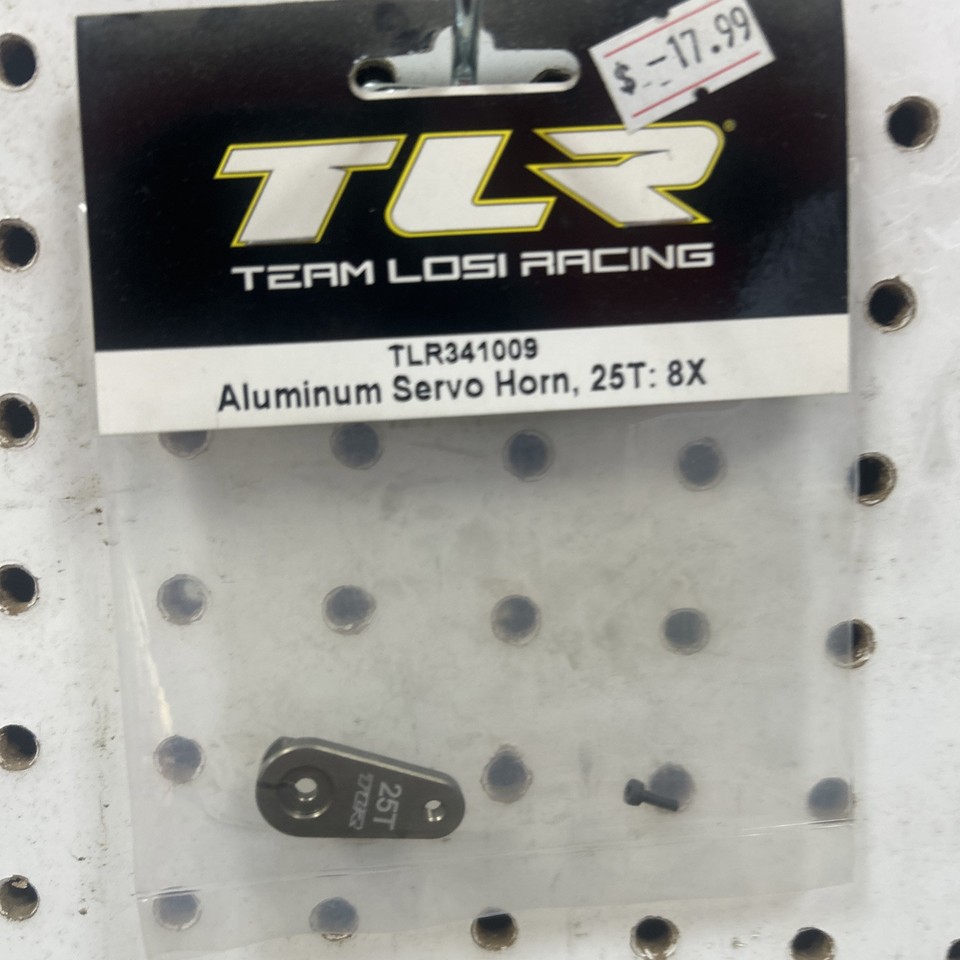 $ -17.99
TLR®
TEAM LOSI RACING
TLR341009
Aluminum Servo Horn, 25T: 8X
25T
TLR